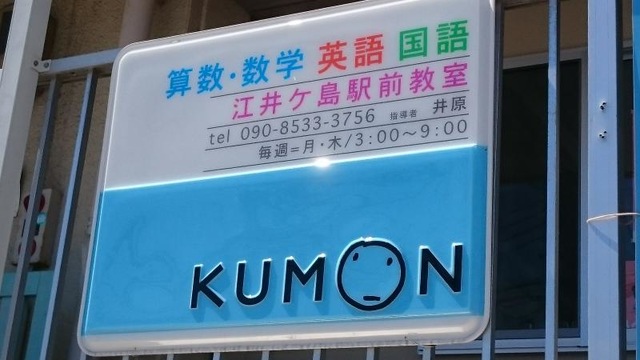 算数・数学 英語 国語
江井ケ島駅前教室
tel 090-8533-3756 指導者 井原
毎週=月・木/3:00～9:00
KUMON